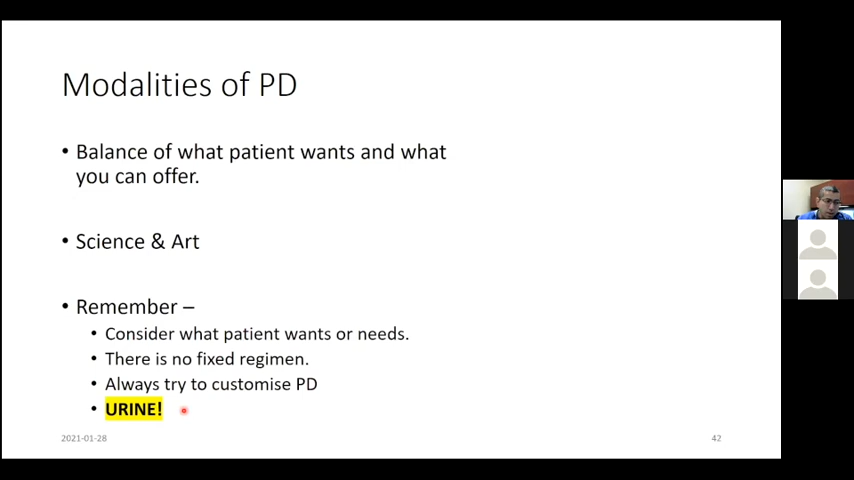 Modalities of PD
• Balance of what patient wants and what
you can offer.
• Science & Art
• Remember –
• Consider what patient wants or needs.
• There is no fixed regimen.
• Always try to customise PD
• URINE!
2021-01-28
42